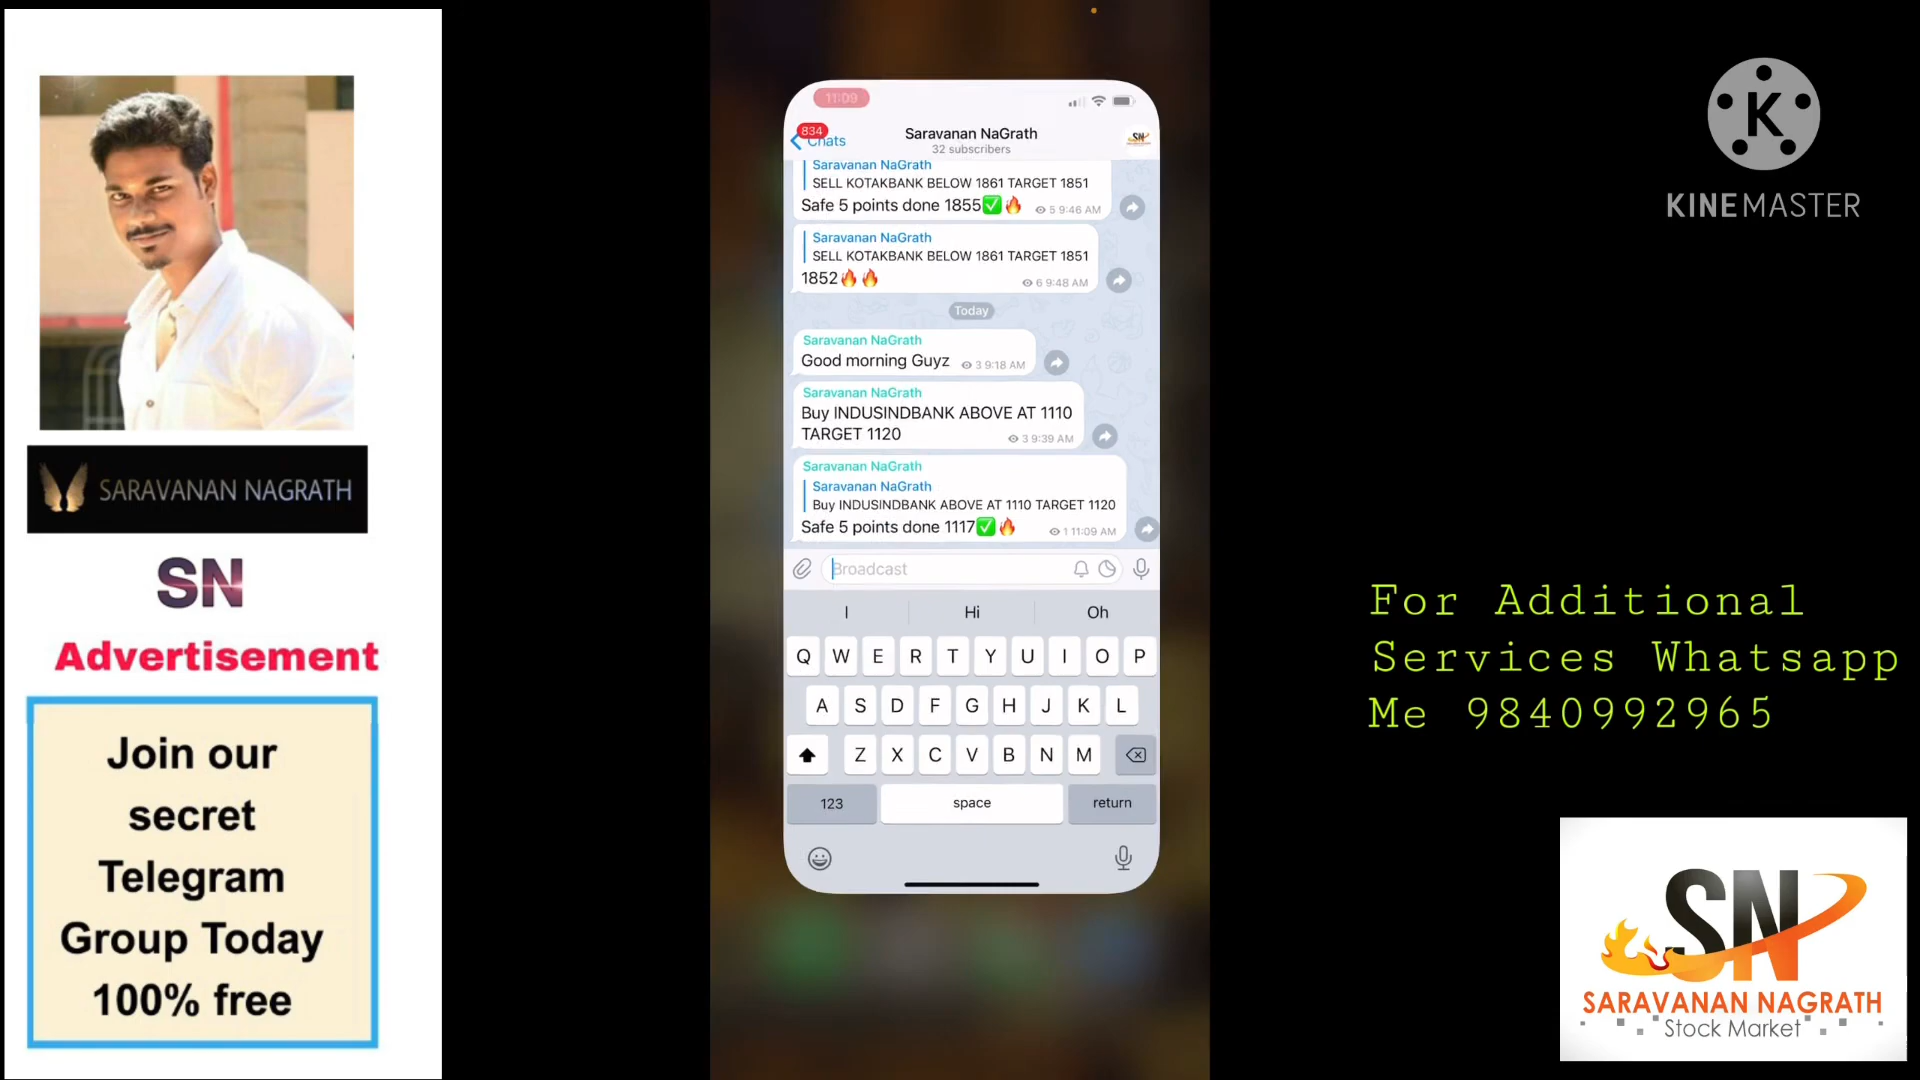 SARAVANAN NAGRATH
SN
Advertisement
Join our
secret
Telegram
Group Today
100% free
11:09
834
Chats
Saravanan NaGrath
32 subscribers
SN
Saravanan NaGrath
SELL KOTAKBANK BELOW 1861 TARGET 1851
Safe 5 points done 1855✅🔥 5 9:46 AM
Saravanan NaGrath
SELL KOTAKBANK BELOW 1861 TARGET 1851
1852🔥🔥 6 9:48 AM
Today
Saravanan NaGrath
Good morning Guyz 3 9:18 AM
Saravanan NaGrath
Buy INDUSINDBANK ABOVE AT 1110
TARGET 1120 3 9:39 AM
Saravanan NaGrath
Saravanan NaGrath
Buy INDUSINDBANK ABOVE AT 1110 TARGET 1120
Safe 5 points done 1117✅🔥 1 11:09 AM
Broadcast
I Hi Oh
Q W E R T Y U I O P
A S D F G H J K L
Z X C V B N M
123 space return
K
KINEMASTER
For Additional
Services Whatsapp
Me 9840992965
SN
SARAVANAN NAGRATH
Stock Market